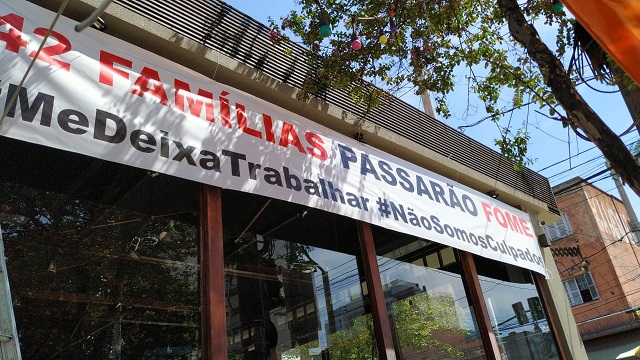 42 FAMÍLIAS PASSARÃO FOME
#MeDeixaTrabalhar #NãoSomosCulpados